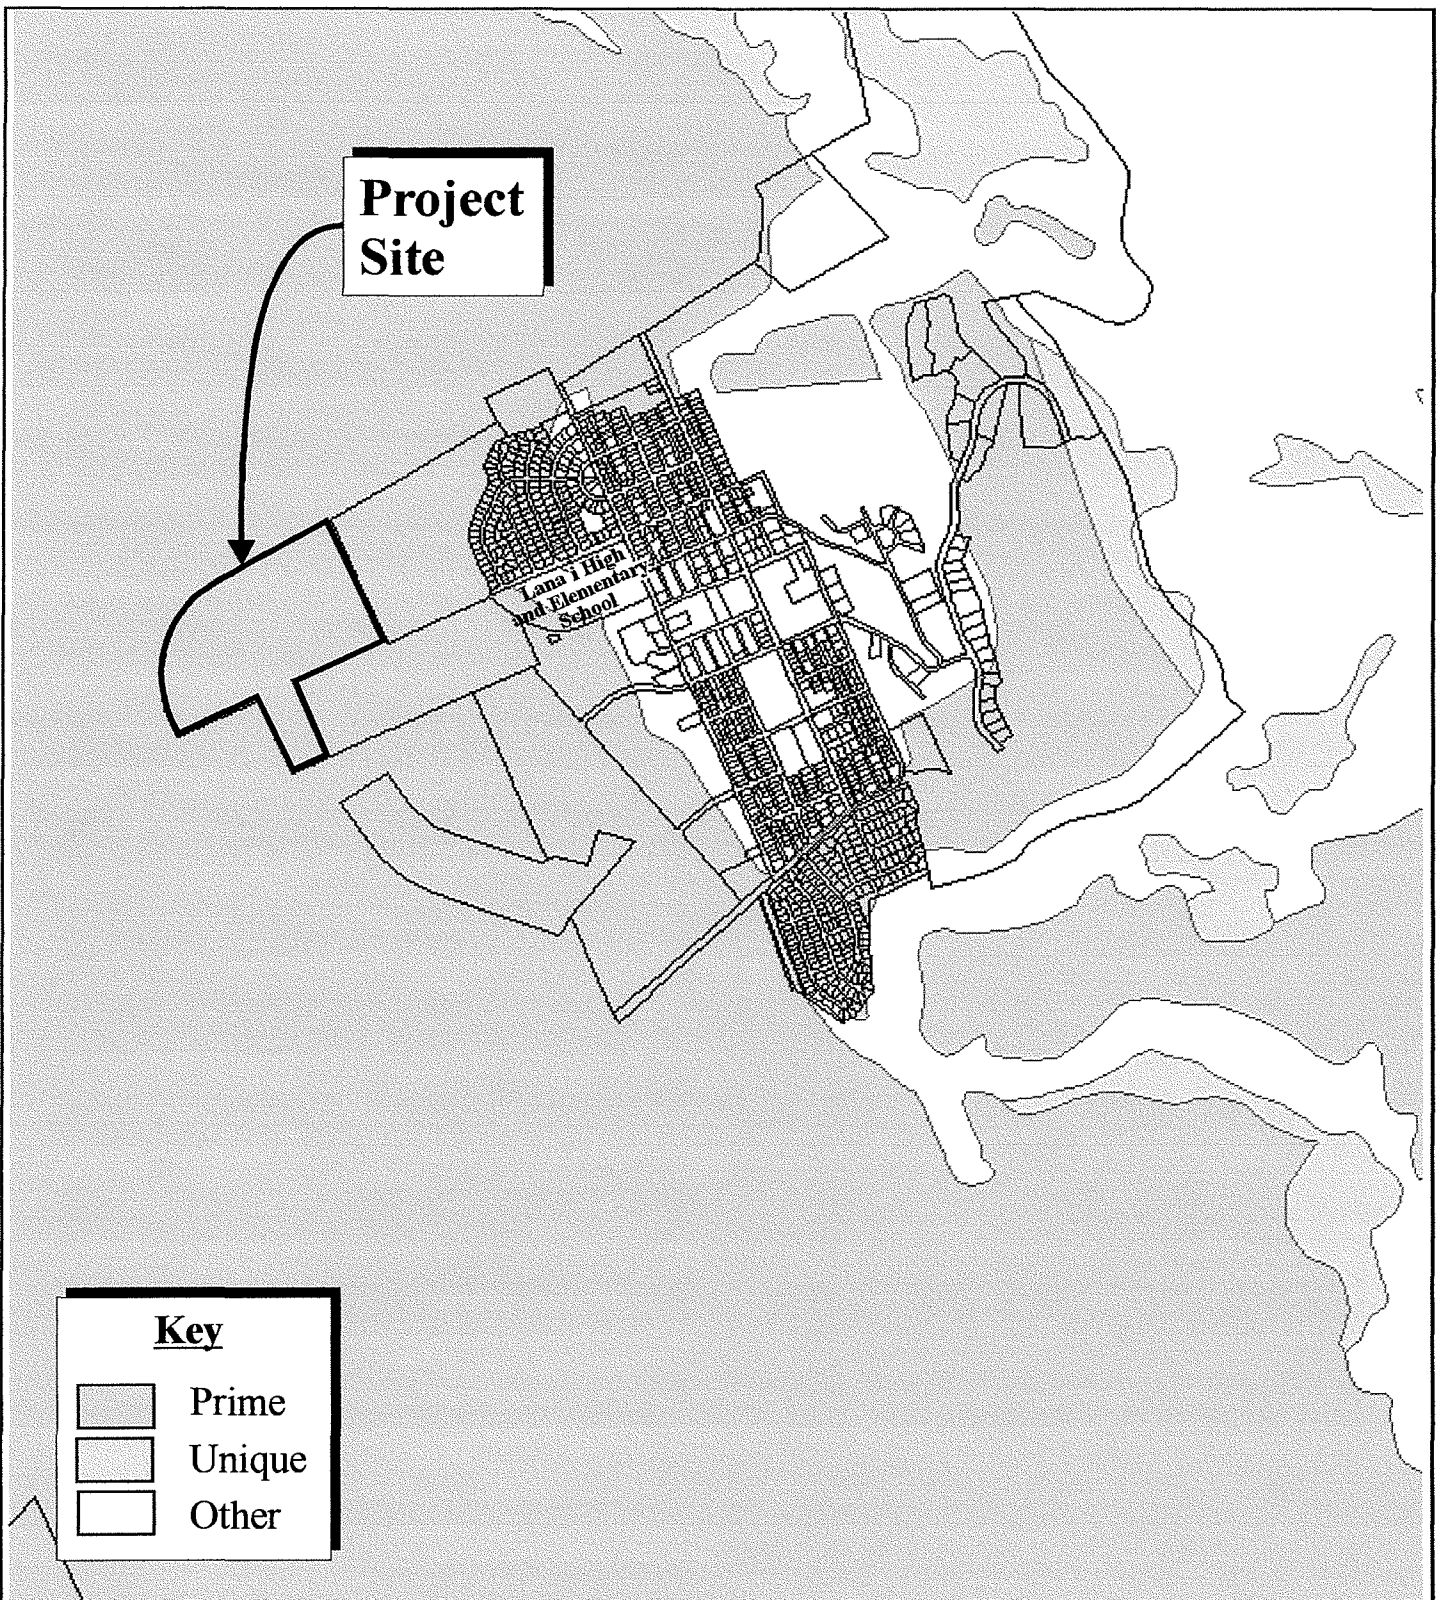 Project
Site
Lana i High
and Elementary
School
Key
Prime
Unique
Other